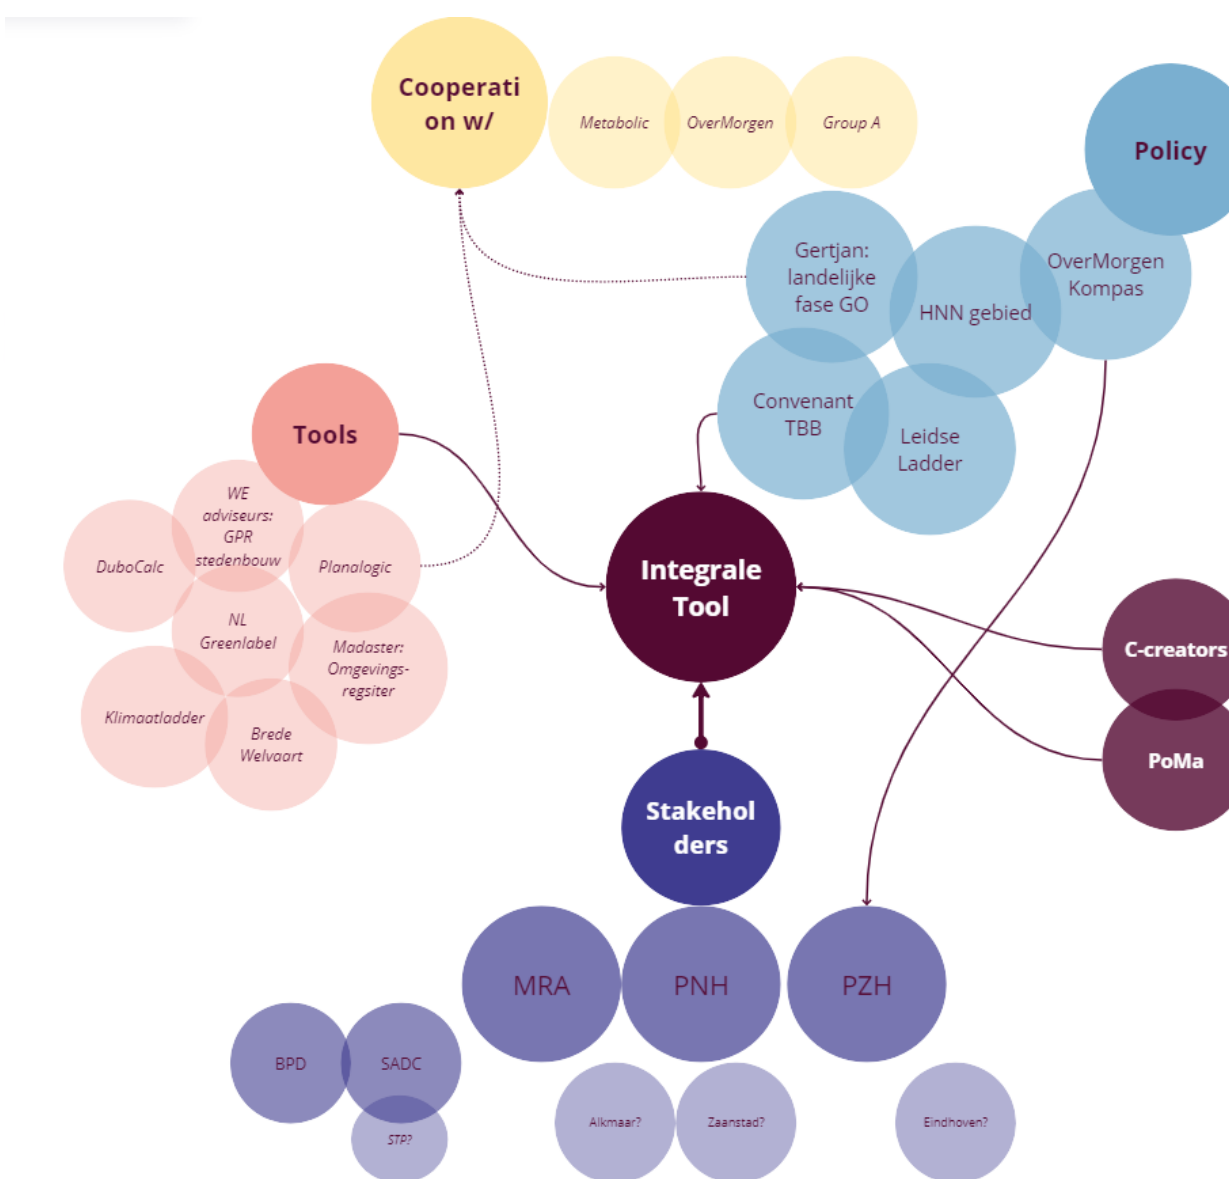 Cooperati
on w/
Metabolic
OverMorgen
Group A
Policy
Gertjan:
landelijke
fase GO
HNN gebied
OverMorgen
Kompas
Convenant
TBB
Leidse
Ladder
Tools
WE
adviseurs:
GPR
stedenbouw
DuboCalc
Planalogic
NL
Greenlabel
Madaster:
Omgevings-
regsiter
Klimaatladder
Brede
Welvaart
Integrale
Tool
C-creators
PoMa
Stakehol
ders
MRA
PNH
PZH
BPD
SADC
STP?
Alkmaar?
Zaanstad?
Eindhoven?